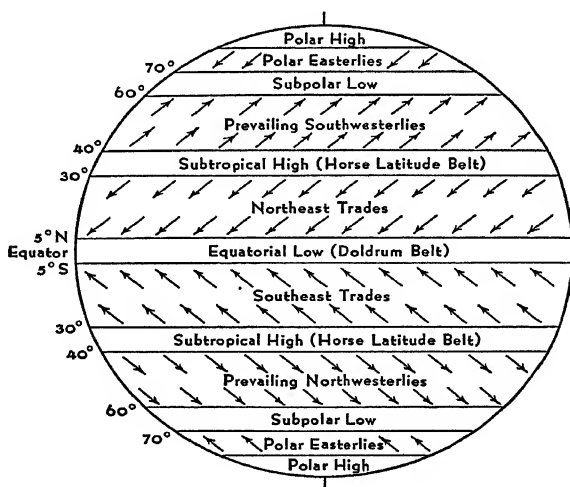 Polar High
70° Polar Easterlies
Subpolar Low
60°
Prevailing Southwesterlies
40°
Subtropical High (Horse Latitude Belt)
30°
Northeast Trades
5°N
Equator Equatorial Low (Doldrum Belt)
5°S
Southeast Trades
30°
Subtropical High (Horse Latitude Belt)
40°
Prevailing Northwesterlies
60°
Subpolar Low
70° Polar Easterlies
Polar High